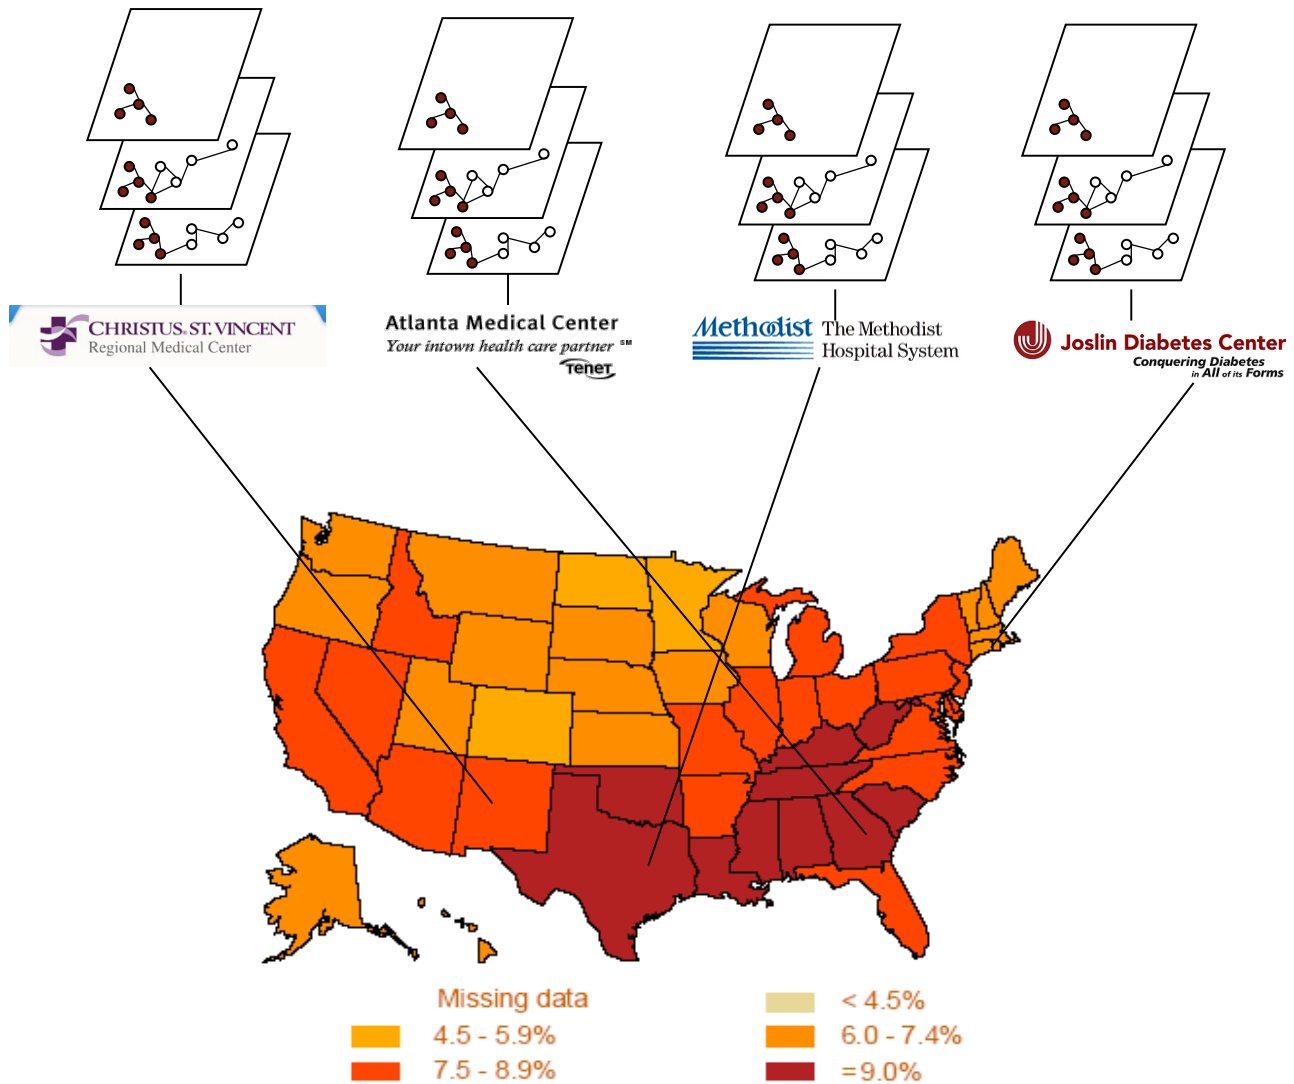 CHRISTUS. ST. VINCENT
Regional Medical Center
Atlanta Medical Center
Your intown health care partner SM
TENET
Methodist
The Methodist
Hospital System
Joslin Diabetes Center
Conquering Diabetes
in All of its Forms
Missing data
< 4.5%
4.5 - 5.9%
6.0 - 7.4%
7.5 - 8.9%
=9.0%